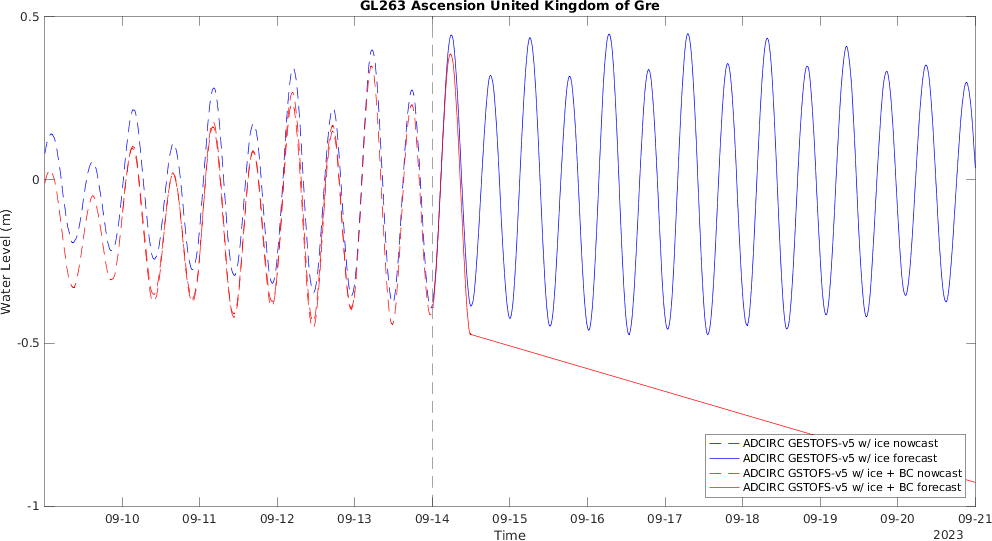 GL263 Ascension United Kingdom of Gre
0.5
0
-0.5
-1
Water Level (m)
ADCIRC GESTOFS-v5 w/ ice nowcast
ADCIRC GESTOFS-v5 w/ ice forecast
ADCIRC GSTOFS-v5 w/ ice + BC nowcast
ADCIRC GSTOFS-v5 w/ ice + BC forecast
09-10 09-11 09-12 09-13 09-14 09-15 09-16 09-17 09-18 09-19 09-20 09-21
Time
2023